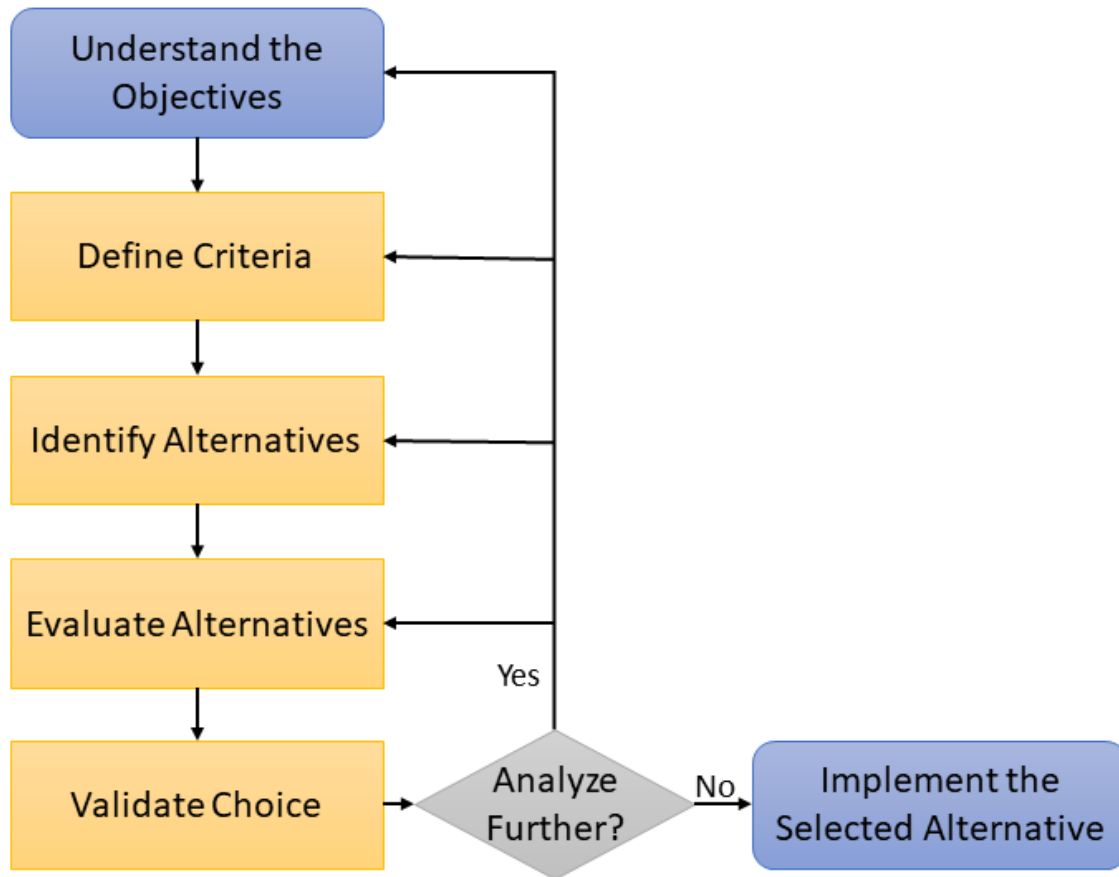 Understand the
Objectives
Define Criteria
Identify Alternatives
Evaluate Alternatives
Yes
Validate Choice
Analyze
Further?
No
Implement the
Selected Alternative